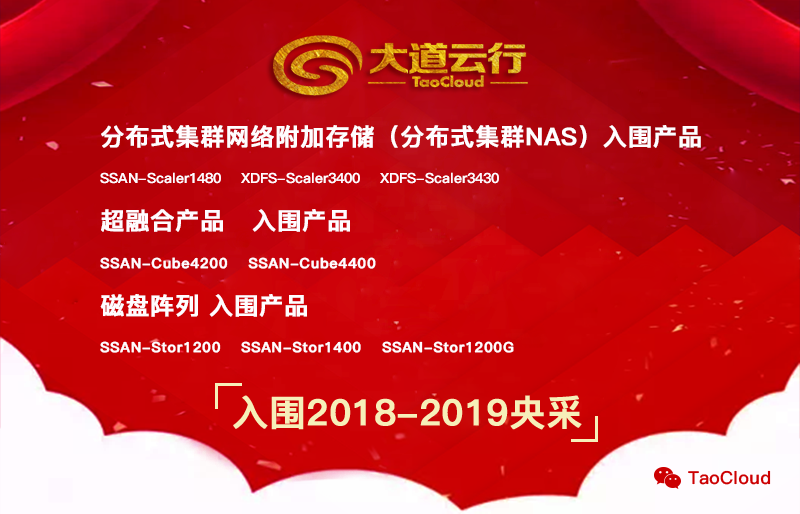 大道云行
TaoCloud
分布式集群网络附加存储（分布式集群NAS）入围产品
SSAN-Scaler1480 XDFS-Scaler3400 XDFS-Scaler3430
超融合产品 入围产品
SSAN-Cube4200 SSAN-Cube4400
磁盘阵列 入围产品
SSAN-Stor1200 SSAN-Stor1400 SSAN-Stor1200G
「入围2018-2019央采」
TaoCloud